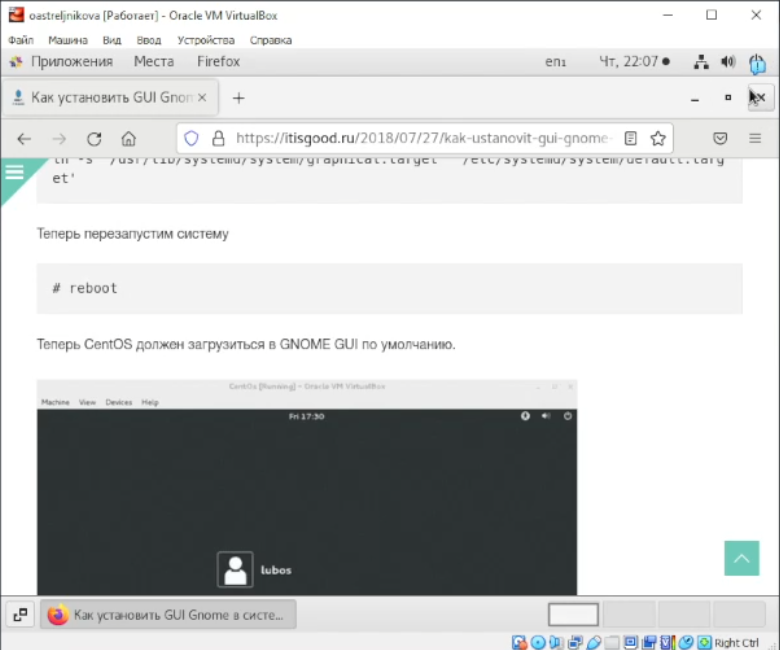 oastreljnikova [Работает] - Oracle VM VirtualBox
Файл Машина Вид Ввод Устройства Справка
Приложения Места Firefox en₁ Чт, 22:07
Как установить GUI Gnom
https://itisgood.ru/2018/07/27/kak-ustanovit-gui-gnome-
ln -s '/usr/lib/systemd/system/graphical.target' '/etc/systemd/system/default.targ
et'
Теперь перезапустим систему
# reboot
Теперь CentOS должен загрузиться в GNOME GUI по умолчанию.
CentOs [Running] - Oracle VM VirtualBox
Machine View Devices Help
Fri 17:30
lubos
Как установить GUI Gnome в систе...
Right Ctrl